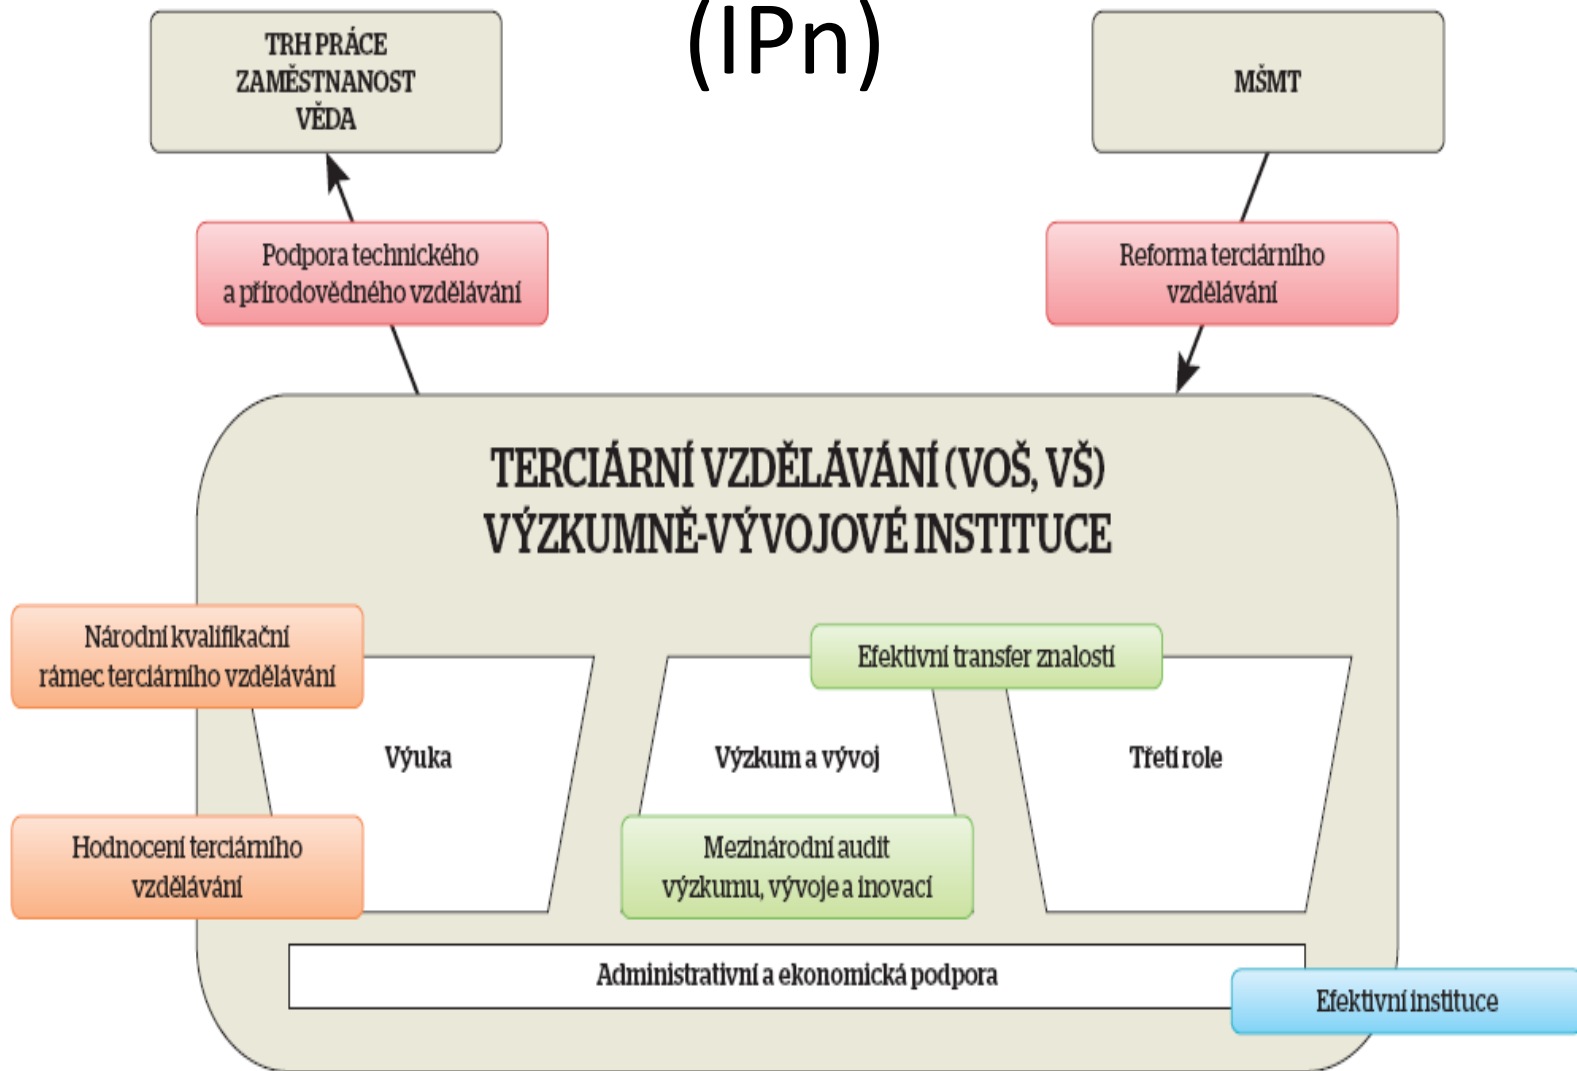 (IPn)
TRH PRÁCE
ZAMĚSTNANOST
VĚDA
MŠMT
Podpora technického
a přírodovědného vzdělávání
Reforma terciárního
vzdělávání
TERCIÁRNÍ VZDĚLÁVÁNÍ (VOŠ, VŠ)
VÝZKUMNĚ-VÝVOJOVÉ INSTITUCE
Národní kvalifikační
rámec terciárního vzdělávání
Efektivní transfer znalostí
Výuka
Výzkum a vývoj
Třetí role
Hodnocení terciárního
vzdělávání
Mezinárodní audit
výzkumu, vývoje a inovací
Administrativní a ekonomická podpora
Efektivní instituce